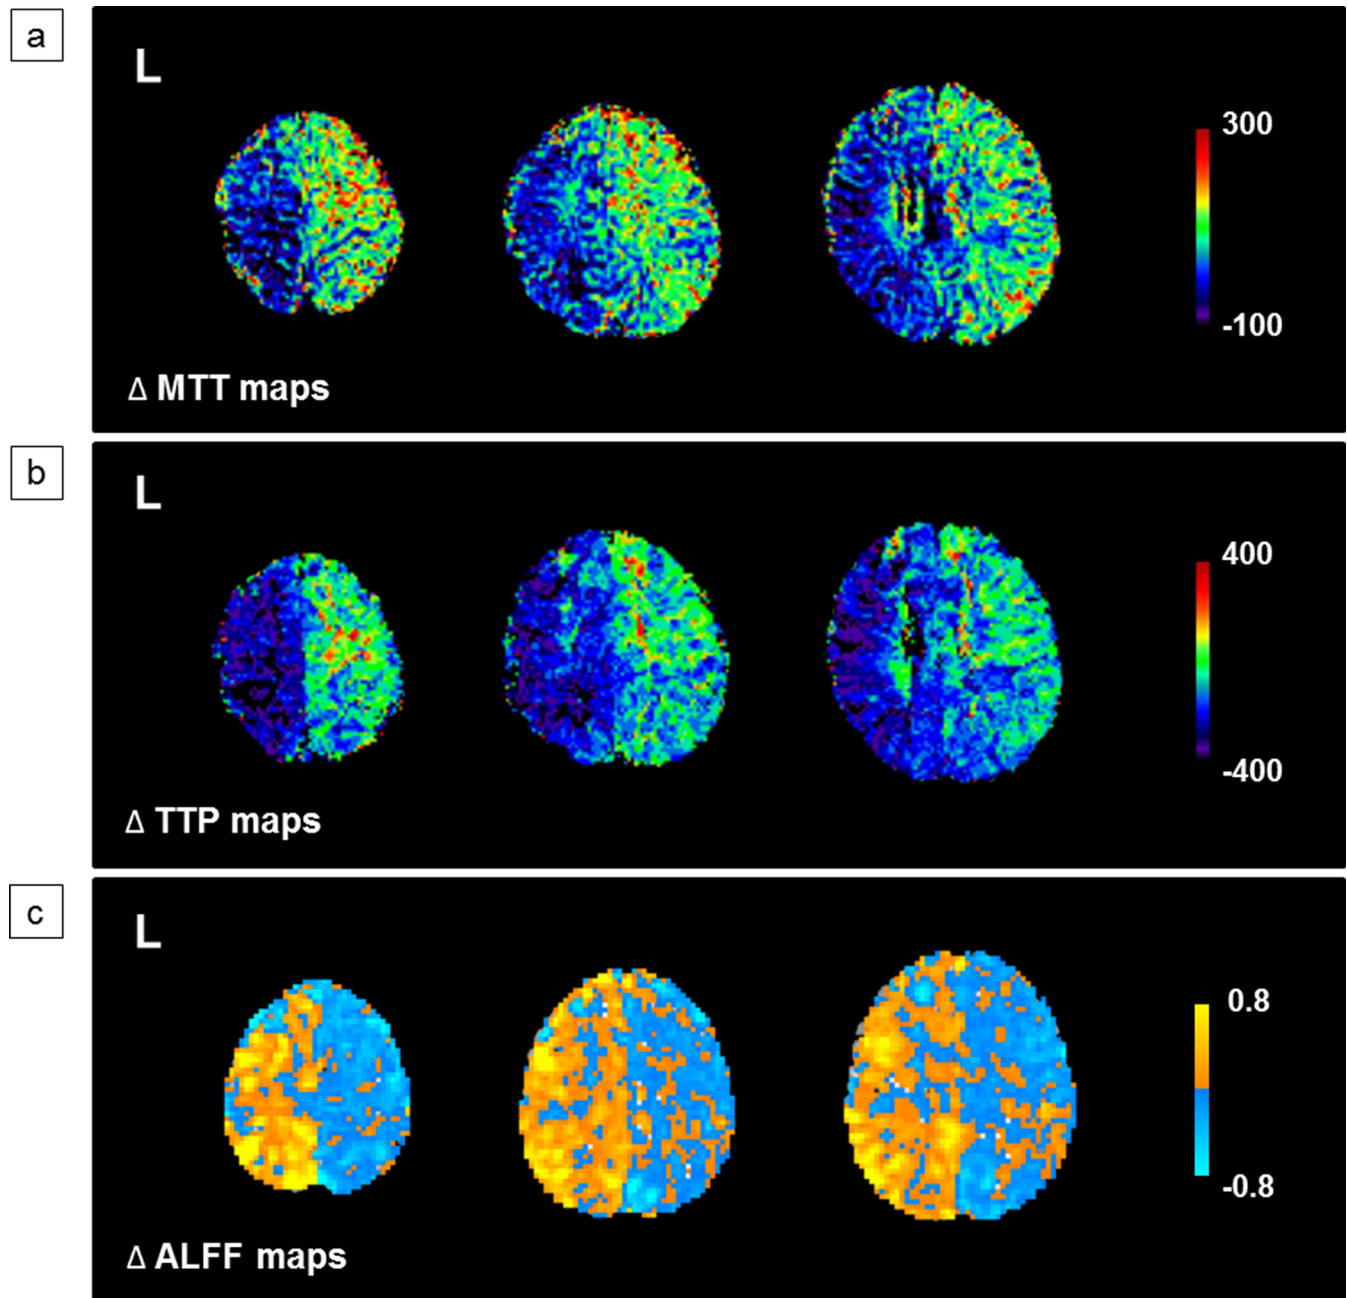 a
L
300
-100
Δ MTT maps
b
L
400
-400
Δ TTP maps
c
L
0.8
-0.8
Δ ALFF maps